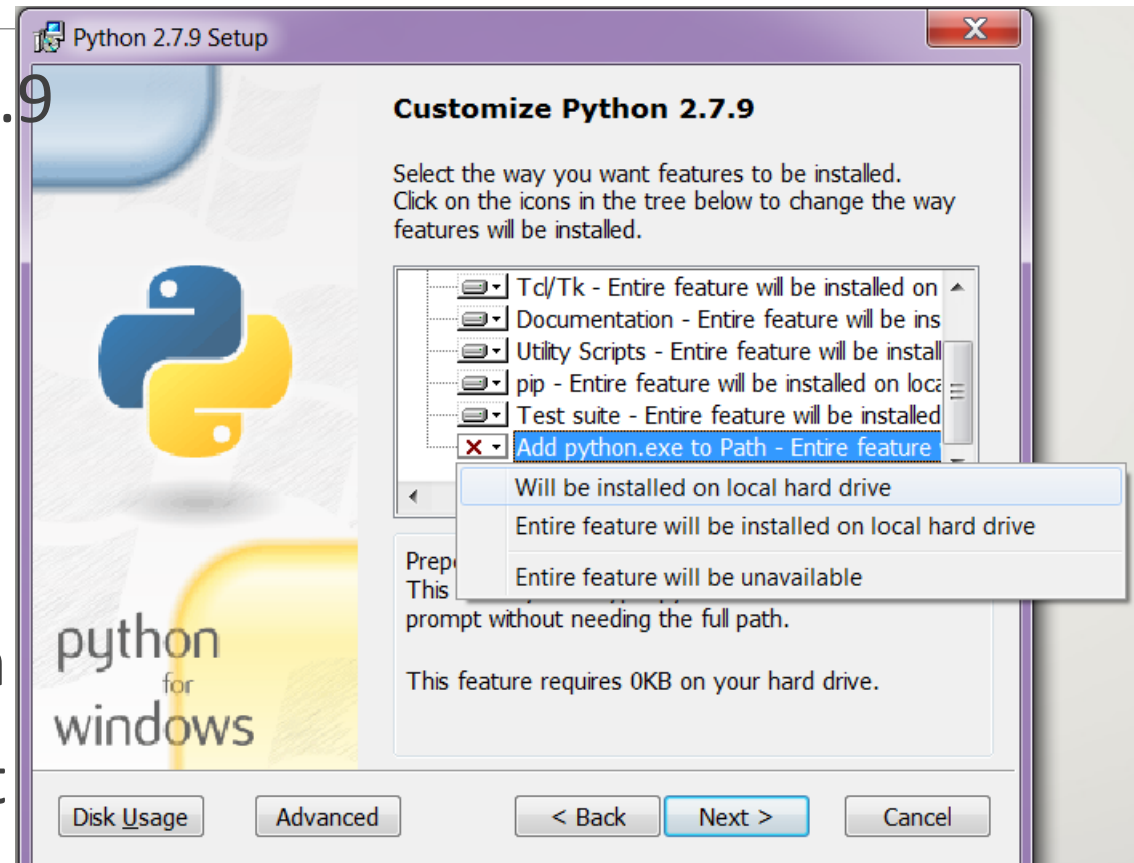 Python 2.7.9 Setup
.9
Customize Python 2.7.9
Select the way you want features to be installed.
Click on the icons in the tree below to change the way
features will be installed.
Tcl/Tk - Entire feature will be installed on
Documentation - Entire feature will be ins
Utility Scripts - Entire feature will be install
pip - Entire feature will be installed on loca
Test suite - Entire feature will be installed
Add python.exe to Path - Entire feature
Will be installed on local hard drive
Entire feature will be installed on local hard drive
Entire feature will be unavailable
Prep
This
prompt without needing the full path.
This feature requires 0KB on your hard drive.
python
for
windows
t
Disk Usage
Advanced
< Back
Next >
Cancel